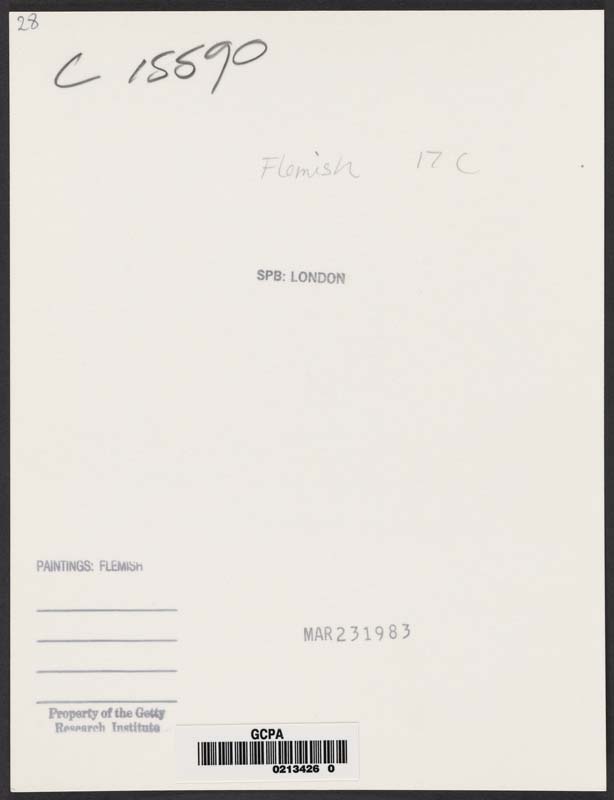 28
C 15590
Flemish 17 C
SPB: LONDON
PAINTINGS: FLEMISH
MAR 23 1983
Property of the Getty
Research Institute
GCPA
0213426 0